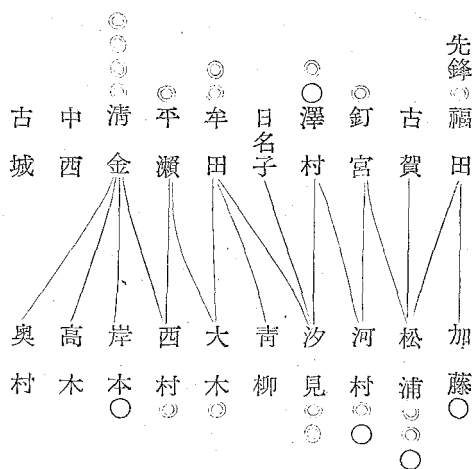 先鋒◎福田
古賀
◎釘宮
◎○澤村
日名子
◎◎牟田
◎平瀬
◎◎◎◎清金
中西
古城
加藤○
松浦◎◎○
河村◎○
汐見◎◎
青柳
大木◎
西村◎
岸本○
高木
奥村